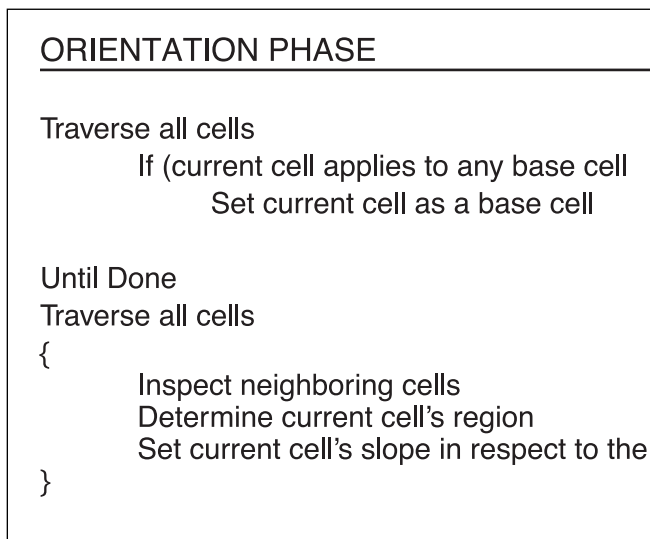 ORIENTATION PHASE
Traverse all cells
If (current cell applies to any base cell
Set current cell as a base cell
Until Done
Traverse all cells
{
Inspect neighboring cells
Determine current cell’s region
Set current cell’s slope in respect to the
}